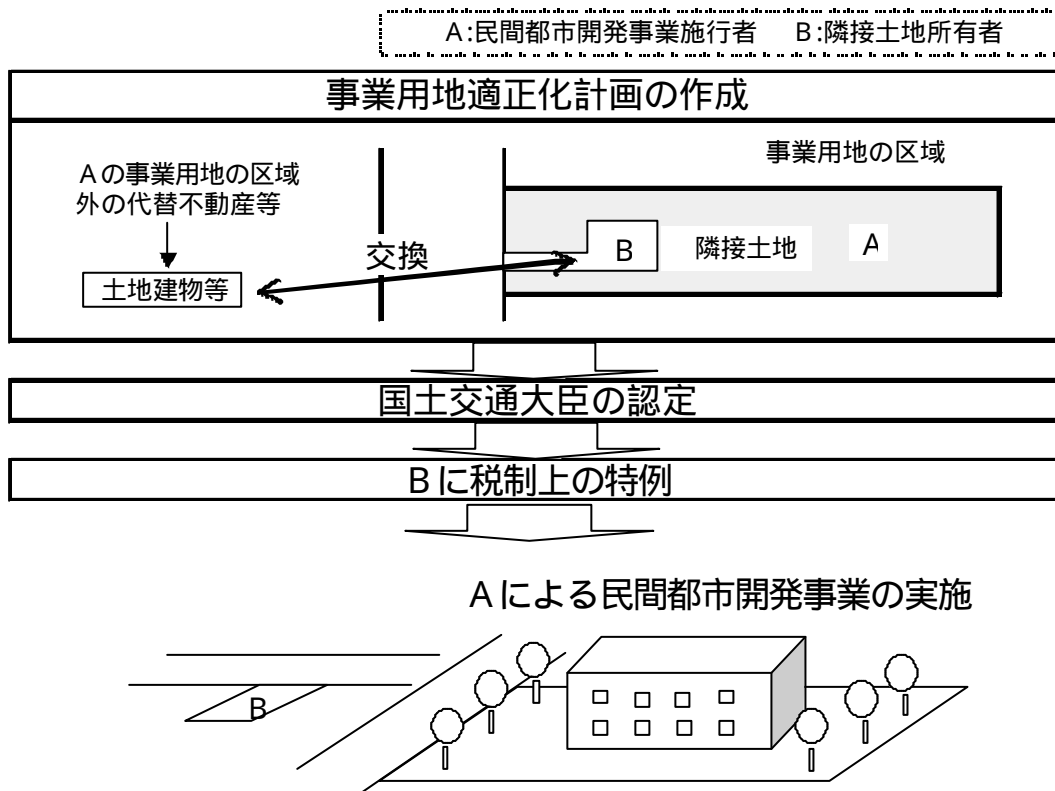 A:民間都市開発事業施行者　B:隣接土地所有者
事業用地適正化計画の作成
事業用地の区域
Aの事業用地の区域
外の代替不動産等
交換
B
隣接土地
A
土地建物等
国土交通大臣の認定
Bに税制上の特例
Aによる民間都市開発事業の実施
B